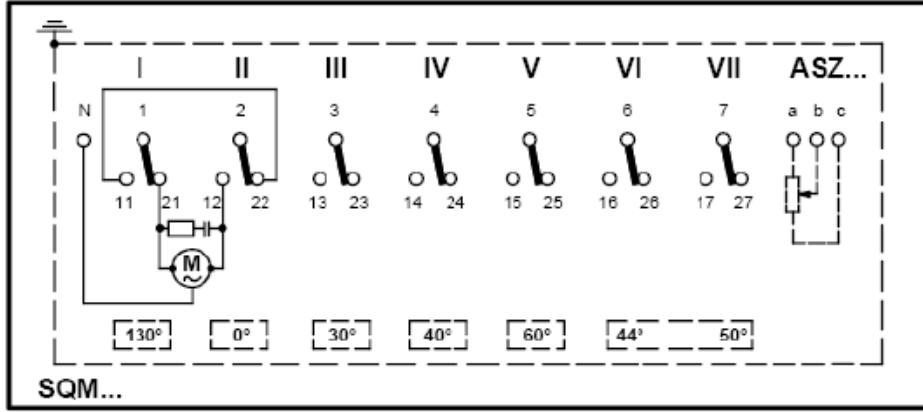 I II III IV V VI VII ASZ...
N 1 2 3 4 5 6 7 a b c
11 21 12 22 13 23 14 24 15 25 16 26 17 27
M
~
130° 0° 30° 40° 60° 44° 50°
SQM...